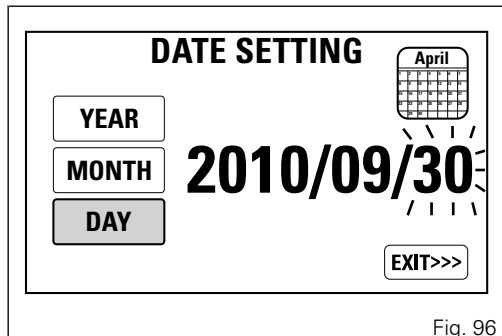 DATE SETTING
April
YEAR
MONTH
DAY
2010/09/30
EXIT>>>
Fig. 96